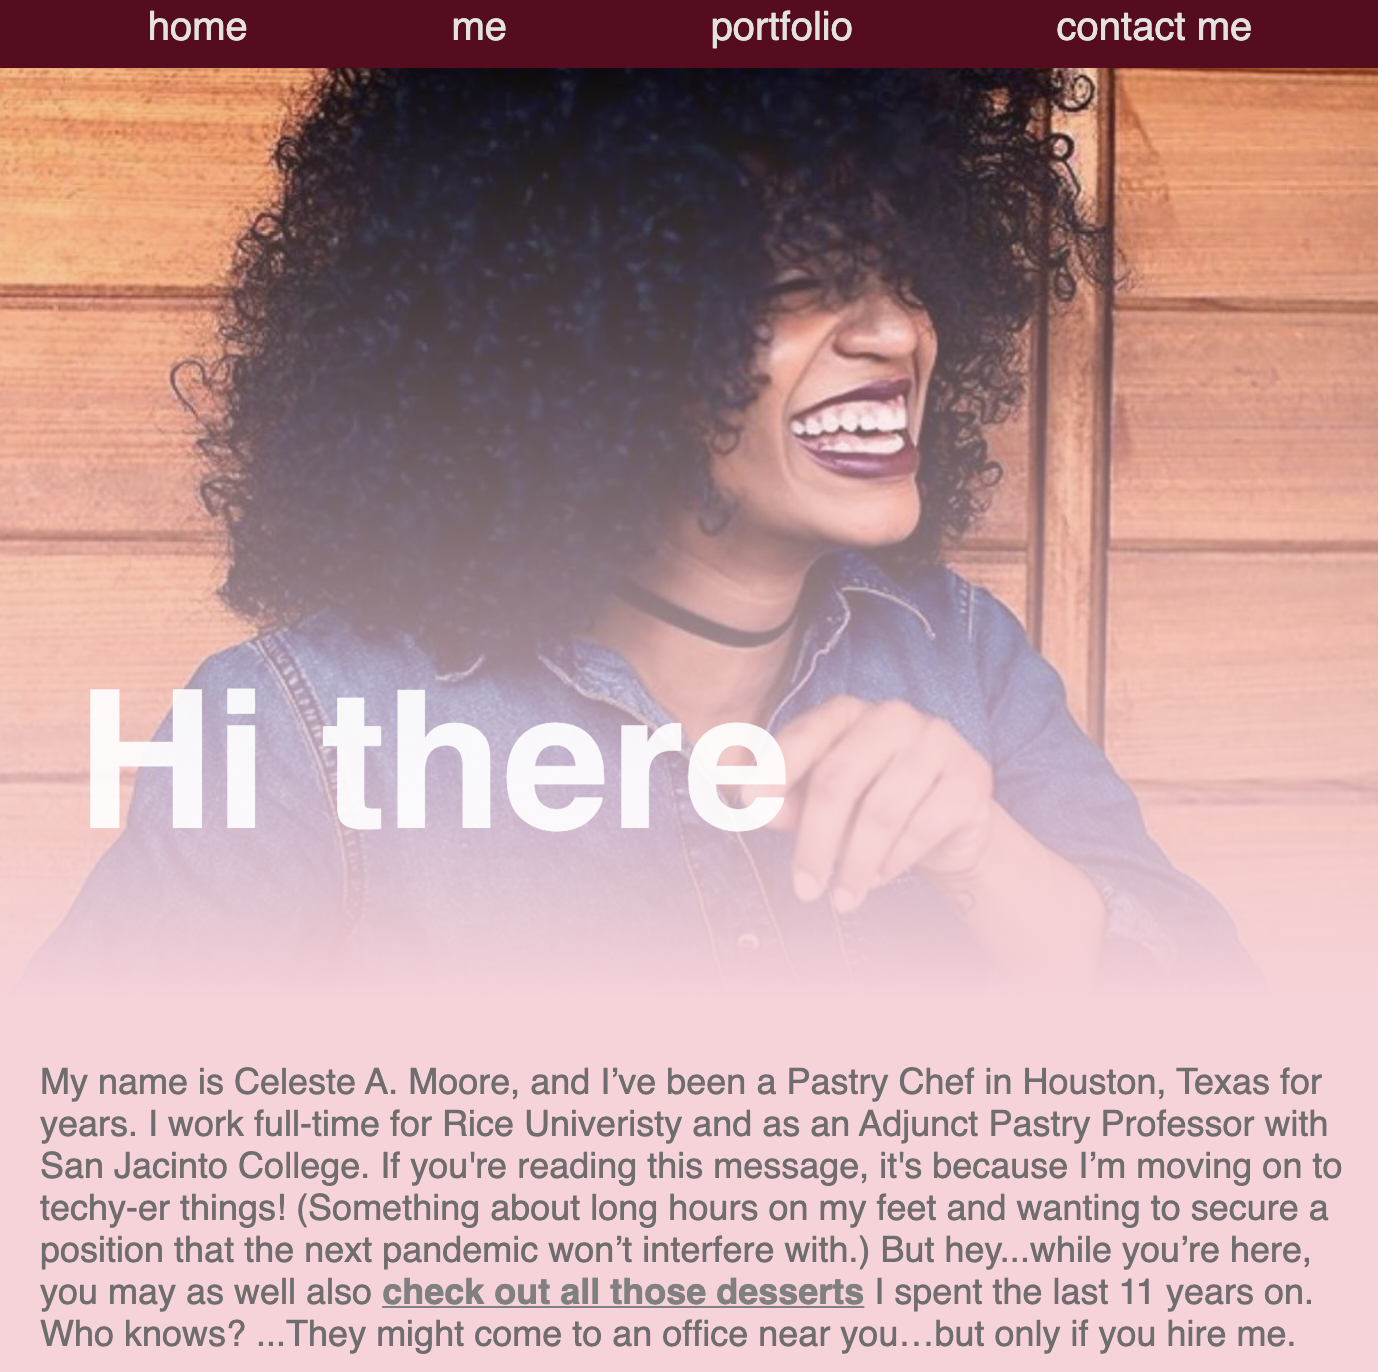 home me portfolio contact me
Hi there
My name is Celeste A. Moore, and I’ve been a Pastry Chef in Houston, Texas for
years. I work full-time for Rice Univeristy and as an Adjunct Pastry Professor with
San Jacinto College. If you're reading this message, it's because I’m moving on to
techy-er things! (Something about long hours on my feet and wanting to secure a
position that the next pandemic won’t interfere with.) But hey...while you’re here,
you may as well also check out all those desserts I spent the last 11 years on.
Who knows? ...They might come to an office near you…but only if you hire me.